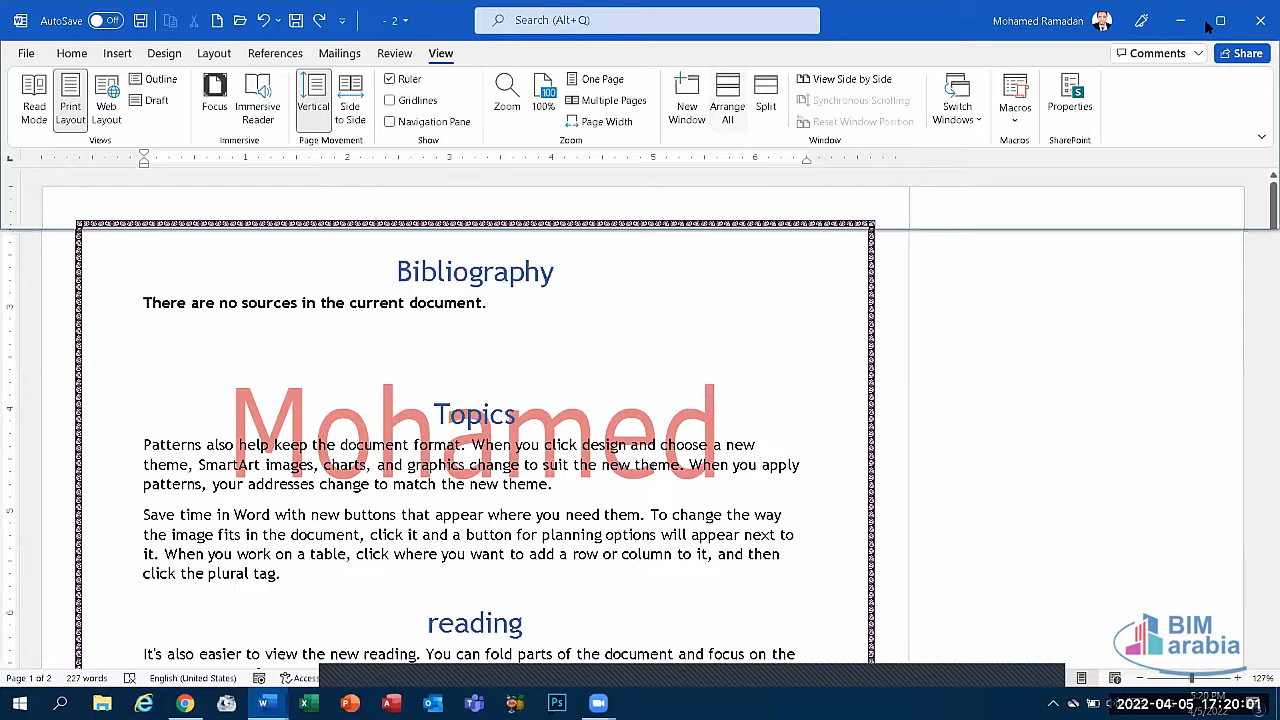 AutoSave Off - 2 Search (Alt+Q) Mohamed Ramadan
File Home Insert Design Layout References Mailings Review View Comments Share
Read Mode
Print Layout
Web Layout
Outline
Draft
Views
Focus
Immersive Reader
Immersive
Vertical
Side to Side
Page Movement
Ruler
Gridlines
Navigation Pane
Show
Zoom
100
100%
One Page
Multiple Pages
Page Width
Zoom
New Window
Arrange All
Split
View Side by Side
Synchronous Scrolling
Reset Window Position
Window
Switch Windows
Macros
Macros
Properties
SharePoint
1 2 3 4 5 6
Bibliography
There are no sources in the current document.
Mohamed
Topics
Patterns also help keep the document format. When you click design and choose a new
theme, SmartArt images, charts, and graphics change to suit the new theme. When you apply
patterns, your addresses change to match the new theme.
Save time in Word with new buttons that appear where you need them. To change the way
the image fits in the document, click it and a button for planning options will appear next to
it. When you work on a table, click where you want to add a row or column to it, and then
click the plural tag.
reading
It's also easier to view the new reading. You can fold parts of the document and focus on the
BIM
arabia
Page 1 of 2 227 words English (United States) 127%
2022-04-05 17:20:01